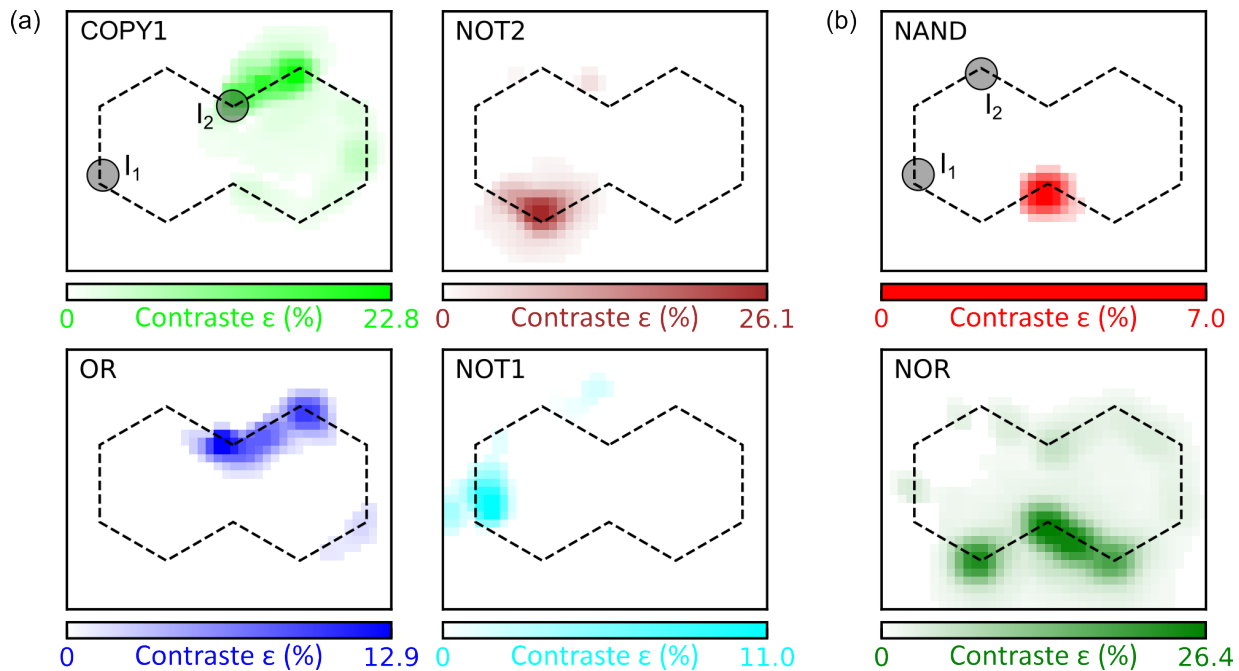 (a)
COPY1
I₂
I₁
0 Contraste ε (%) 22.8
NOT2
0 Contraste ε (%) 26.1
(b)
NAND
I₂
I₁
0 Contraste ε (%) 7.0
OR
0 Contraste ε (%) 12.9
NOT1
0 Contraste ε (%) 11.0
NOR
0 Contraste ε (%) 26.4